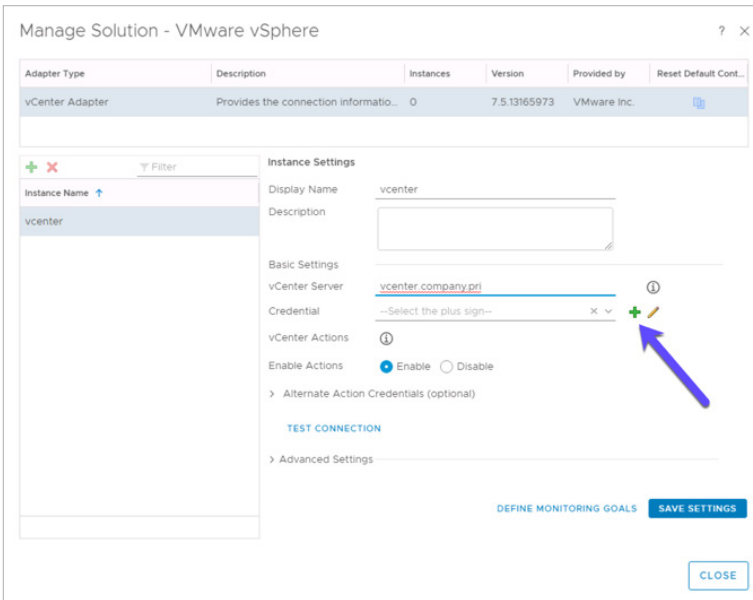 Manage Solution - VMware vSphere ? ×
Adapter Type Description Instances Version Provided by Reset Default Cont...
vCenter Adapter Provides the connection informatio... 0 7.5.13165973 VMware Inc.
Filter
Instance Name
vcenter
Instance Settings
Display Name vcenter
Description
Basic Settings
vCenter Server vcenter.company.pri
Credential --Select the plus sign--
vCenter Actions
Enable Actions Enable Disable
Alternate Action Credentials (optional)
TEST CONNECTION
Advanced Settings
DEFINE MONITORING GOALS SAVE SETTINGS
CLOSE